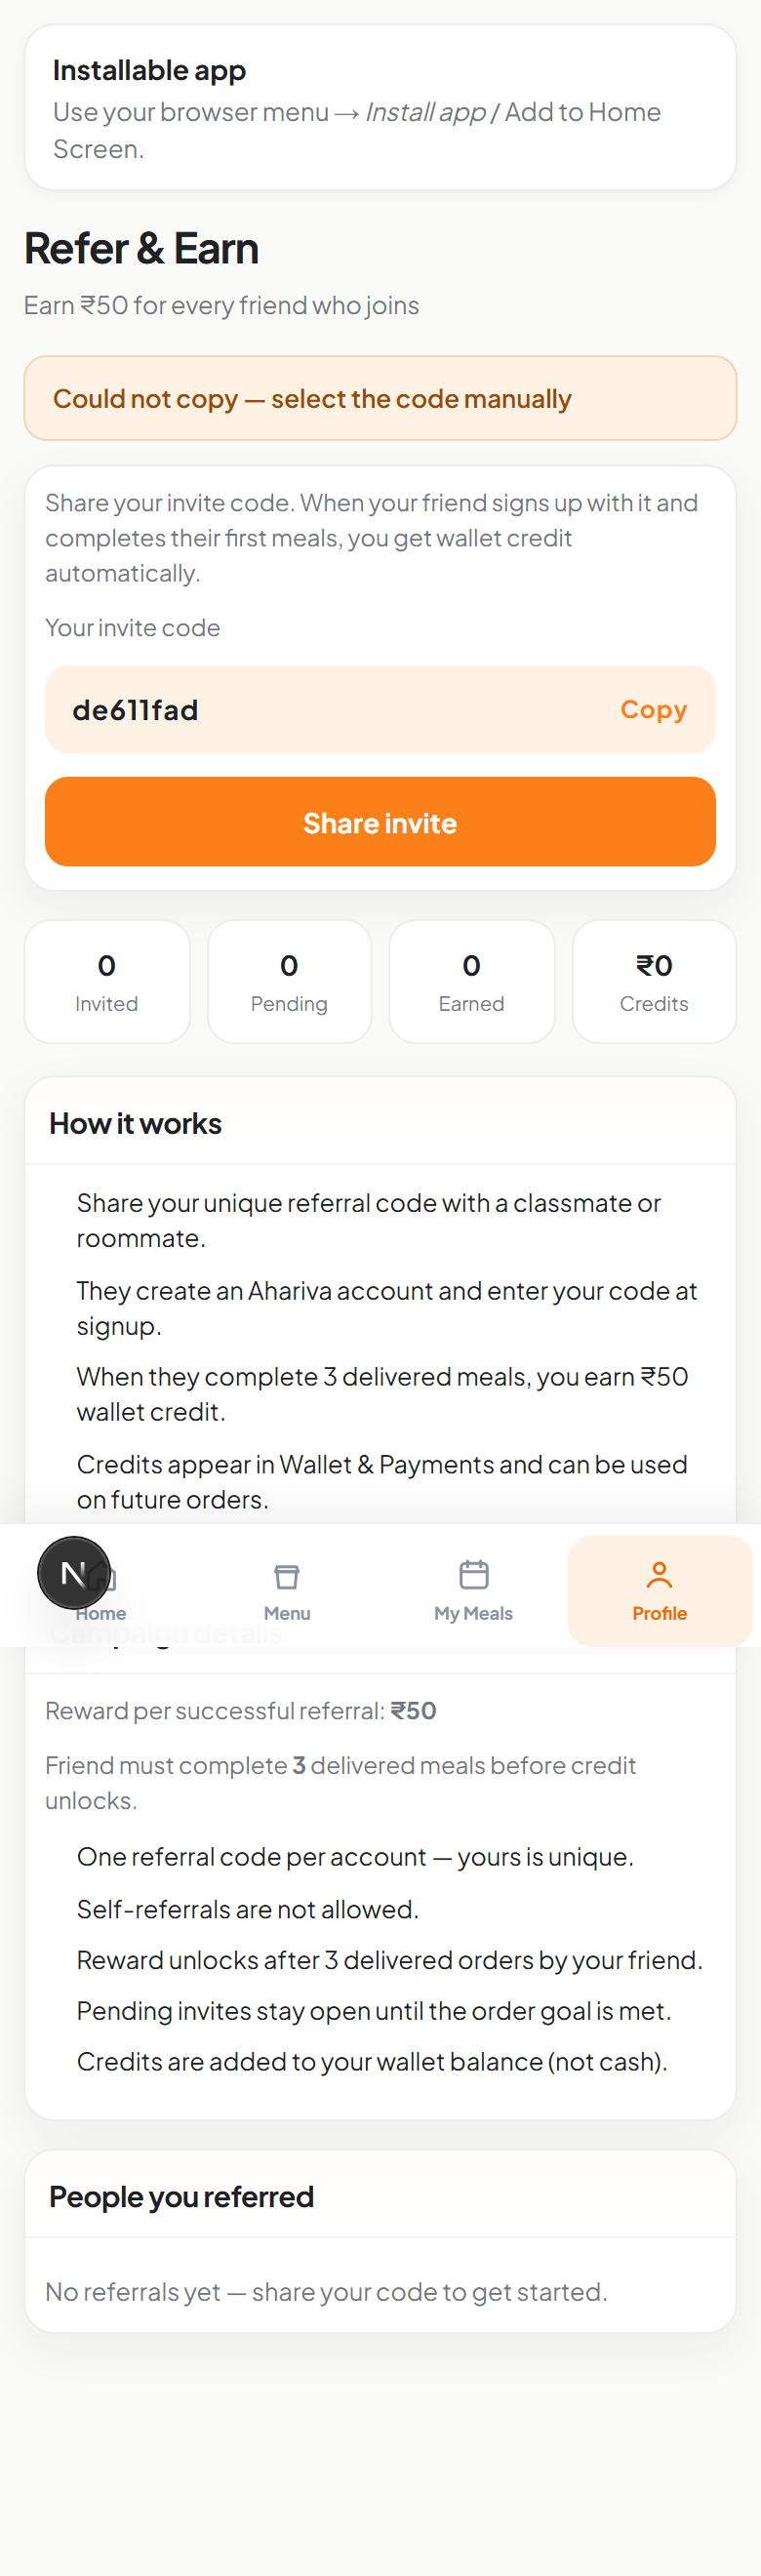 Installable app
Use your browser menu → Install app / Add to Home
Screen.
Refer & Earn
Earn ₹50 for every friend who joins
Could not copy — select the code manually
Share your invite code. When your friend signs up with it and
completes their first meals, you get wallet credit
automatically.
Your invite code
de611fad
Copy
Share invite
0
Invited
0
Pending
0
Earned
₹0
Credits
How it works
Share your unique referral code with a classmate or
roommate.
They create an Ahariva account and enter your code at
signup.
When they complete 3 delivered meals, you earn ₹50
wallet credit.
Credits appear in Wallet & Payments and can be used
on future orders.
N
Home
Menu
My Meals
Profile
Campaign details
Reward per successful referral: ₹50
Friend must complete 3 delivered meals before credit
unlocks.
One referral code per account — yours is unique.
Self-referrals are not allowed.
Reward unlocks after 3 delivered orders by your friend.
Pending invites stay open until the order goal is met.
Credits are added to your wallet balance (not cash).
People you referred
No referrals yet — share your code to get started.